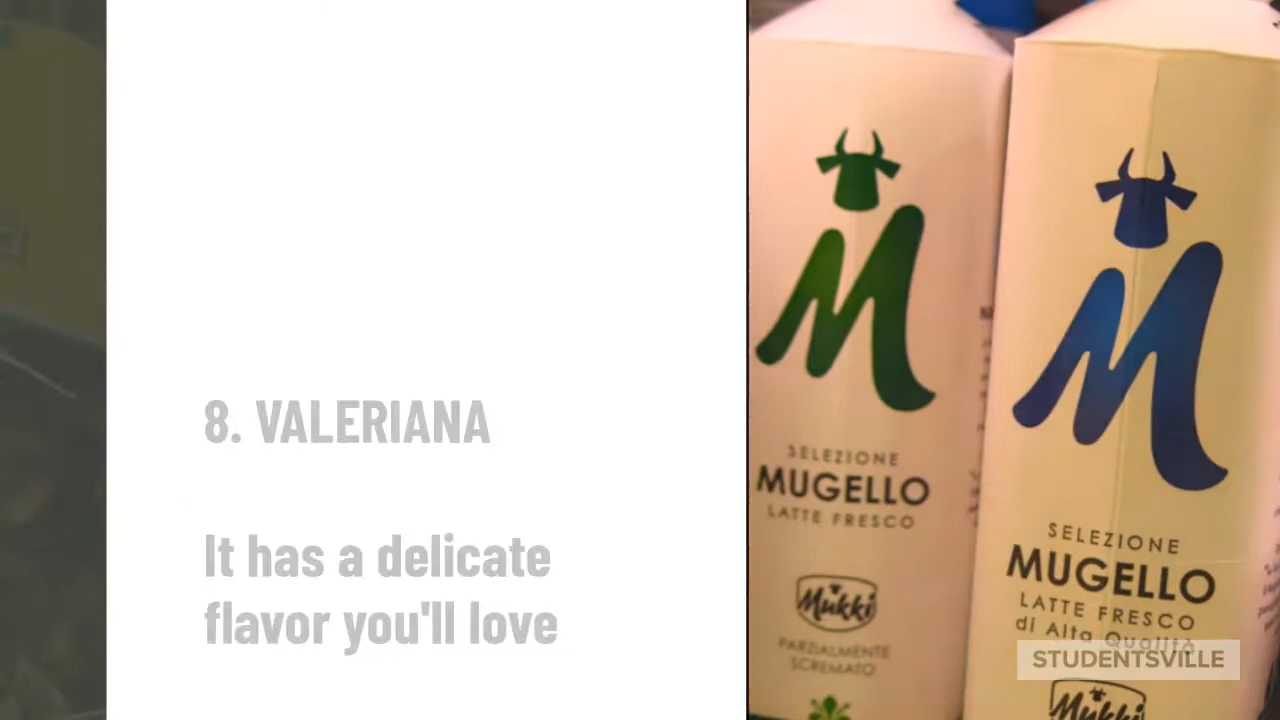 8. VALERIANA
It has a delicate
flavor you'll love
M
SELEZIONE
MUGELLO
LATTE FRESCO
Mukki
PARZIALMENTE
SCREMATO
M
SELEZIONE
MUGELLO
LATTE FRESCO
di Alta Qualità
STUDENTSVILLE
Mukki